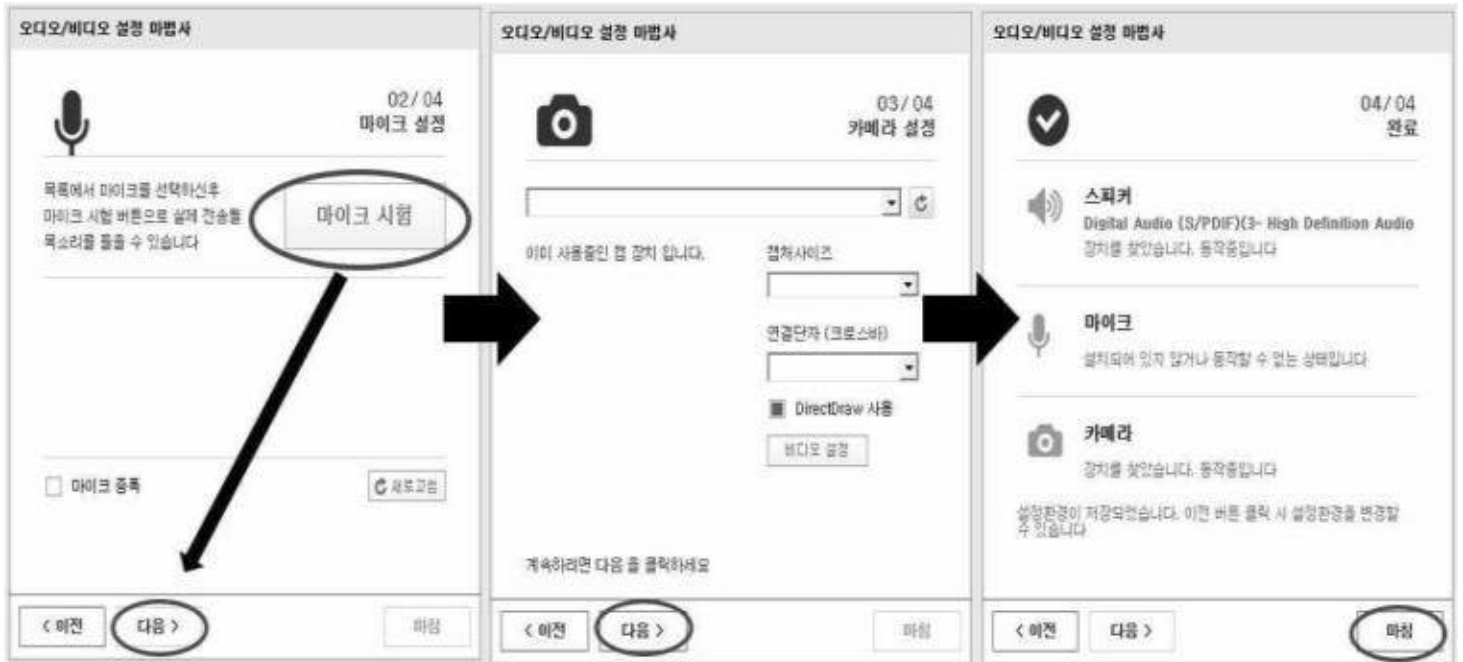 오디오/비디오 설정 마법사
02/04
마이크 설정
목록에서 마이크를 선택하신후
마이크 시험 버튼으로 실제 전송될
목소리를 들을 수 있습니다
마이크 시험
마이크 증폭
새로고침
< 이전
다음 >
마침
오디오/비디오 설정 마법사
03/04
카메라 설정
이미 사용중인 캠 장치 입니다.
캡쳐사이즈
연결단자 (크로스바)
DirectDraw 사용
비디오 설정
계속하려면 다음 을 클릭하세요
< 이전
다음 >
마침
오디오/비디오 설정 마법사
04/04
완료
스피커
Digital Audio (S/PDIF)(3- High Definition Audio
장치를 찾았습니다. 동작중입니다
마이크
설치되어 있지 않거나 동작할 수 없는 상태입니다
카메라
장치를 찾았습니다. 동작중입니다
설정환경이 저장되었습니다. 이전 버튼 클릭 시 설정환경을 변경할
수 있습니다
< 이전
다음 >
마침